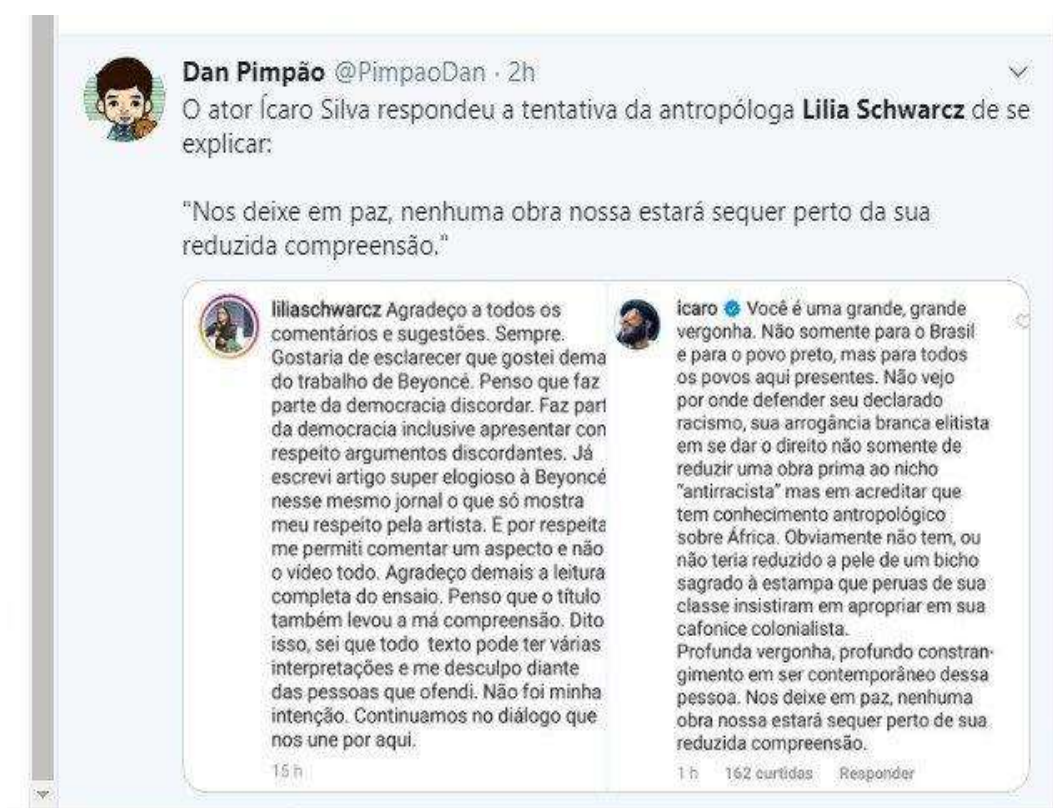 Dan Pimpão @PimpaoDan · 2h
O ator Ícaro Silva respondeu a tentativa da antropóloga Lilia Schwarcz de se
explicar:
"Nos deixe em paz, nenhuma obra nossa estará sequer perto da sua
reduzida compreensão."
liliaschwarcz Agradeço a todos os
comentários e sugestões. Sempre.
Gostaria de esclarecer que gostei dema
do trabalho de Beyoncé. Penso que faz
parte da democracia discordar. Faz part
da democracia inclusive apresentar con
respeito argumentos discordantes. Já
escrevi artigo super elogioso à Beyoncé
nesse mesmo jornal o que só mostra
meu respeito pela artista. E por respeita
me permiti comentar um aspecto e não
o vídeo todo. Agradeço demais a leitura
completa do ensaio. Penso que o título
também levou a má compreensão. Dito
isso, sei que todo texto pode ter várias
interpretações e me desculpo diante
das pessoas que ofendi. Não foi minha
intenção. Continuamos no diálogo que
nos une por aqui.
15 h
icaro Você é uma grande, grande
vergonha. Não somente para o Brasil
e para o povo preto, mas para todos
os povos aqui presentes. Não vejo
por onde defender seu declarado
racismo, sua arrogância branca elitista
em se dar o direito não somente de
reduzir uma obra prima ao nicho
"antirracista" mas em acreditar que
tem conhecimento antropológico
sobre África. Obviamente não tem, ou
não teria reduzido a pele de um bicho
sagrado à estampa que peruas de sua
classe insistiram em apropriar em sua
cafonice colonialista.
Profunda vergonha, profundo constran-
gimento em ser contemporâneo dessa
pessoa. Nos deixe em paz, nenhuma
obra nossa estará sequer perto de sua
reduzida compreensão.
1 h 162 curtidas Responder